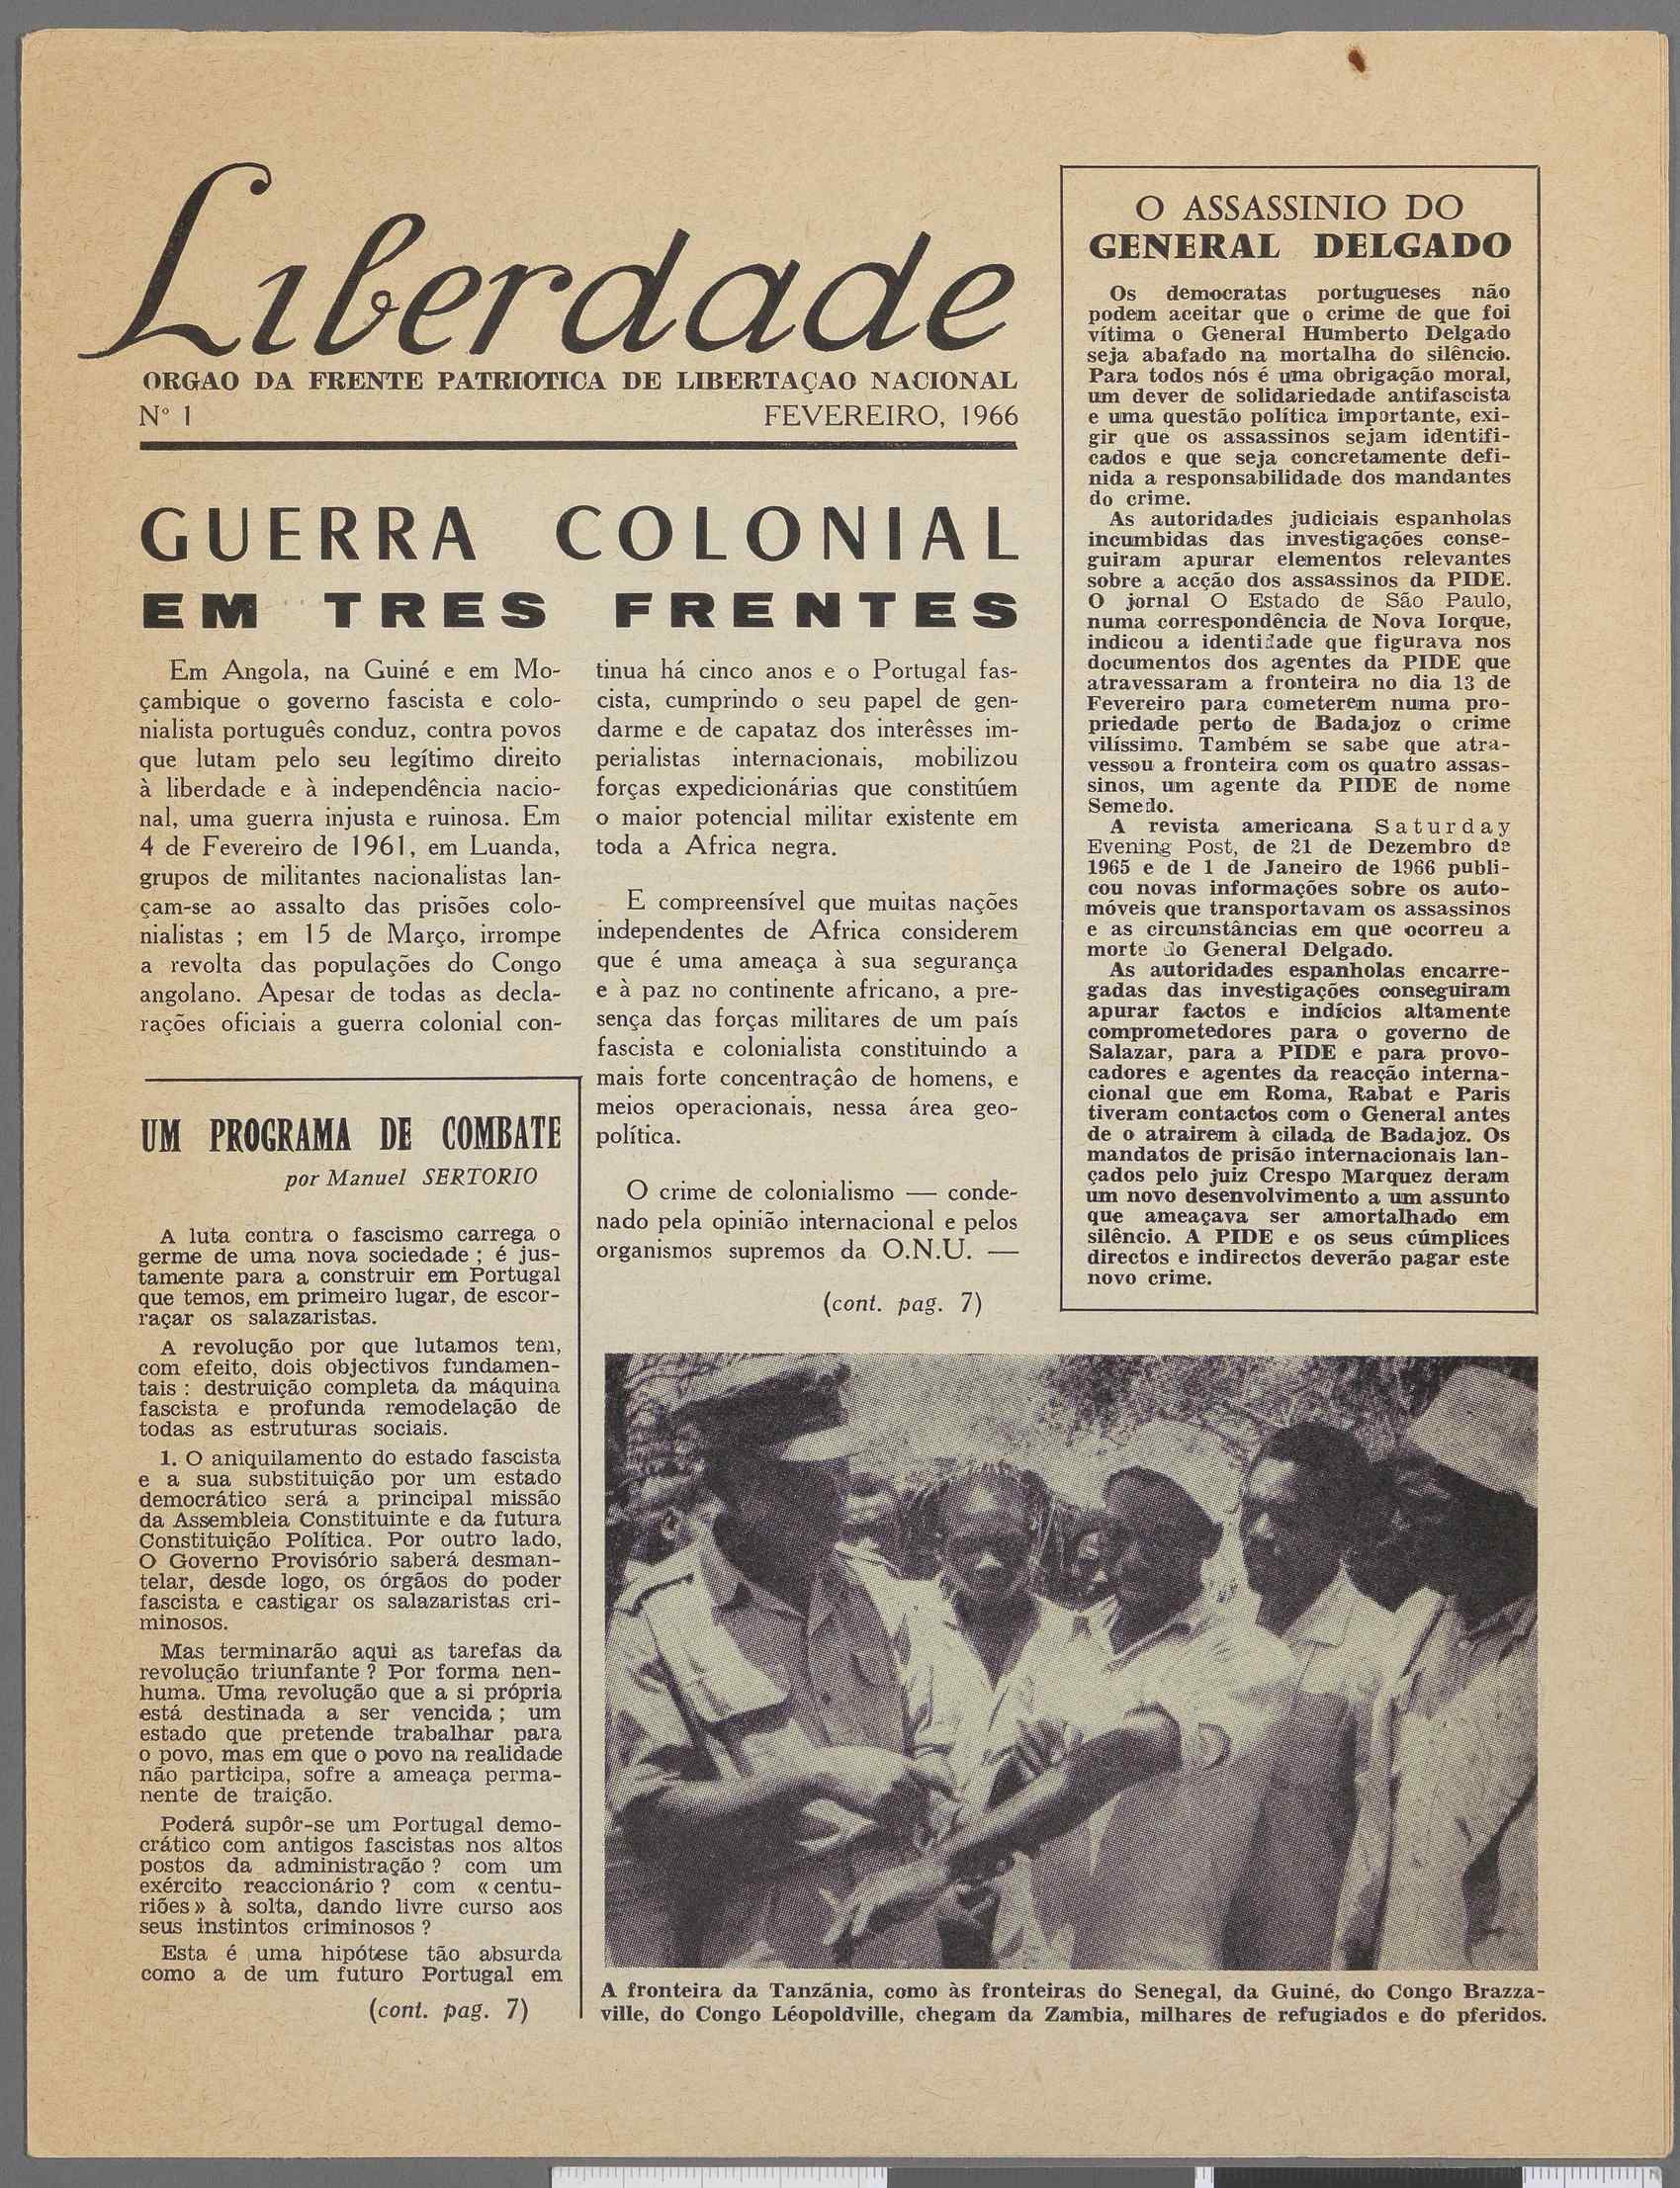 Liberdade
ORGAO DA FRENTE PATRIOTICA DE LIBERTAÇAO NACIONAL
Nº 1 FEVEREIRO, 1966
GUERRA COLONIAL
EM TRES FRENTES
Em Angola, na Guiné e em Mo-
çambique o governo fascista e colo-
nialista português conduz, contra povos
que lutam pelo seu legítimo direito
à liberdade e à independência nacio-
nal, uma guerra injusta e ruinosa. Em
4 de Fevereiro de 1961, em Luanda,
grupos de militantes nacionalistas lan-
çam-se ao assalto das prisões colo-
nialistas ; em 15 de Março, irrompe
a revolta das populações do Congo
angolano. Apesar de todas as decla-
rações oficiais a guerra colonial con-
tinua há cinco anos e o Portugal fas-
cista, cumprindo o seu papel de gen-
darme e de capataz dos interêsses im-
perialistas internacionais, mobilizou
forças expedicionárias que constitúem
o maior potencial militar existente em
toda a Africa negra.
E compreensível que muitas nações
independentes de Africa considerem
que é uma ameaça à sua segurança
e à paz no continente africano, a pre-
sença das forças militares de um país
fascista e colonialista constituindo a
mais forte concentração de homens, e
meios operacionais, nessa área geo-
política.
O crime de colonialismo — conde-
nado pela opinião internacional e pelos
organismos supremos da O.N.U. —
(cont. pag. 7)
UM PROGRAMA DE COMBATE
por Manuel SERTORIO
A luta contra o fascismo carrega o
germe de uma nova sociedade ; é jus-
tamente para a construir em Portugal
que temos, em primeiro lugar, de escor-
raçar os salazaristas.
A revolução por que lutamos tem,
com efeito, dois objectivos fundamen-
tais : destruição completa da máquina
fascista e profunda remodelação de
todas as estruturas sociais.
1. O aniquilamento do estado fascista
e a sua substituição por um estado
democrático será a principal missão
da Assembleia Constituinte e da futura
Constituição Política. Por outro lado,
O Governo Provisório saberá desman-
telar, desde logo, os órgãos do poder
fascista e castigar os salazaristas cri-
minosos.
Mas terminarão aqui as tarefas da
revolução triunfante ? Por forma nen-
huma. Uma revolução que a si própria
está destinada a ser vencida ; um
estado que pretende trabalhar para
o povo, mas em que o povo na realidade
não participa, sofre a ameaça perma-
nente de traição.
Poderá supôr-se um Portugal demo-
crático com antigos fascistas nos altos
postos da administração ? com um
exército reaccionário ? com « centu-
riões » à solta, dando livre curso aos
seus instintos criminosos ?
Esta é uma hipótese tão absurda
como a de um futuro Portugal em
(cont. pag. 7)
O ASSASSINIO DO
GENERAL DELGADO
Os democratas portugueses não
podem aceitar que o crime de que foi
vítima o General Humberto Delgado
seja abafado na mortalha do silêncio.
Para todos nós é uma obrigação moral,
um dever de solidariedade antifascista
e uma questão política importante, exi-
gir que os assassinos sejam identifi-
cados e que seja concretamente defi-
nida a responsabilidade dos mandantes
do crime.
As autoridades judiciais espanholas
incumbidas das investigações conse-
guiram apurar elementos relevantes
sobre a acção dos assassinos da PIDE.
O jornal O Estado de São Paulo,
numa correspondência de Nova Iorque,
indicou a identidade que figurava nos
documentos dos agentes da PIDE que
atravessaram a fronteira no dia 13 de
Fevereiro para cometerem numa pro-
priedade perto de Badajoz o crime
vilíssimo. Também se sabe que atra-
vessou a fronteira com os quatro assas-
sinos, um agente da PIDE de nome
Semedo.
A revista americana Saturday
Evening Post, de 21 de Dezembro de
1965 e de 1 de Janeiro de 1966 publi-
cou novas informações sobre os auto-
móveis que transportavam os assassinos
e as circunstâncias em que ocorreu a
morte do General Delgado.
As autoridades espanholas encarre-
gadas das investigações conseguiram
apurar factos e indícios altamente
comprometedores para o governo de
Salazar, para a PIDE e para provo-
cadores e agentes da reacção interna-
cional que em Roma, Rabat e Paris
tiveram contactos com o General antes
de o atrairem à cilada de Badajoz. Os
mandatos de prisão internacionais lan-
çados pelo juiz Crespo Marquez deram
um novo desenvolvimento a um assunto
que ameaçava ser amortalhado em
silêncio. A PIDE e os seus cúmplices
directos e indirectos deverão pagar este
novo crime.
A fronteira da Tanzãnia, como às fronteiras do Senegal, da Guiné, do Congo Brazza-
ville, do Congo Léopoldville, chegam da Zambia, milhares de refugiados e do pferidos.